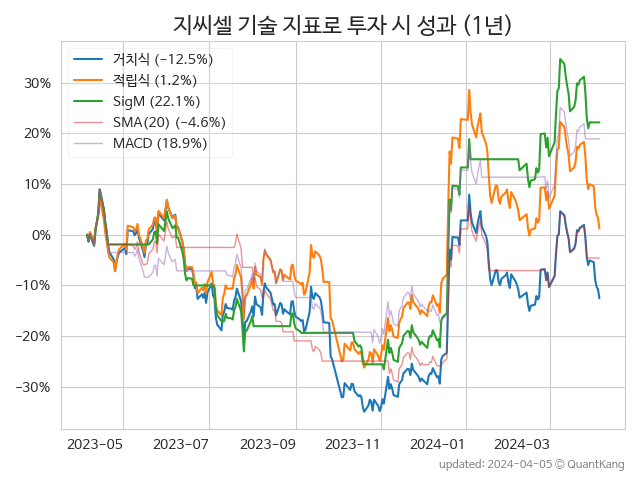 지씨셀 기술 지표로 투자 시 성과 (1년)
거치식 (−12.5%)
적립식 (1.2%)
SigM (22.1%)
SMA(20) (−4.6%)
MACD (18.9%)
30%
20%
10%
0%
−10%
−20%
−30%
2023-05 2023-07 2023-09 2023-11 2024-01 2024-03
updated: 2024-04-05 © QuantKang